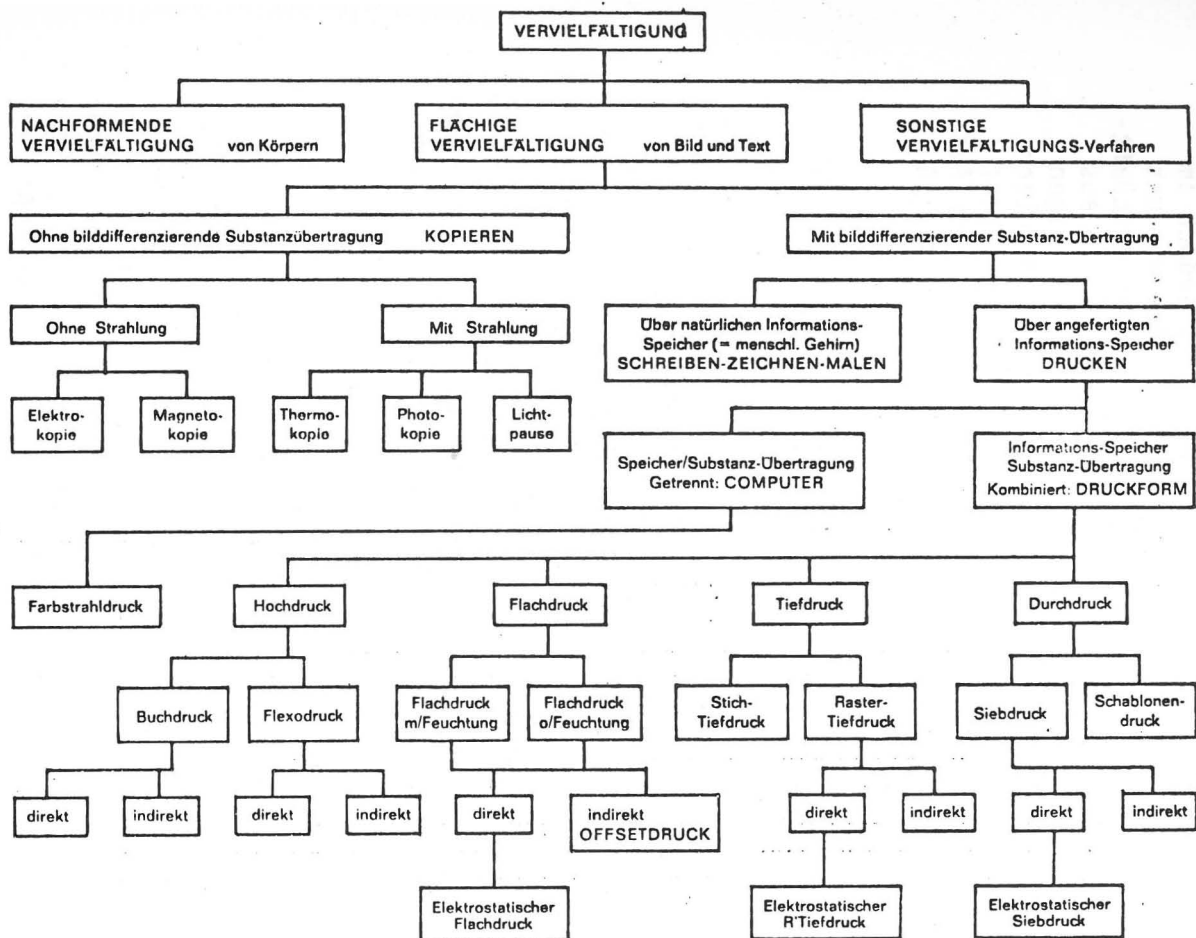 VERVIELFÄLTIGUNG
NACHFORMENDE
VERVIELFÄLTIGUNG von Körpern
FLÄCHIGE
VERVIELFÄLTIGUNG von Bild und Text
SONSTIGE
VERVIELFÄLTIGUNGS-Verfahren
Ohne bilddifferenzierende Substanzübertragung KOPIEREN
Mit bilddifferenzierender Substanz-Übertragung
Ohne Strahlung
Mit Strahlung
Über natürlichen Informations-
Speicher (= menschl. Gehirn)
SCHREIBEN-ZEICHNEN-MALEN
Über angefertigten
Informations-Speicher
DRUCKEN
Elektro-
kopie
Magneto-
kopie
Thermo-
kopie
Photo-
kopie
Licht-
pause
Speicher/Substanz-Übertragung
Getrennt: COMPUTER
Informations-Speicher
Substanz-Übertragung
Kombiniert: DRUCKFORM
Farbstrahldruck
Hochdruck
Flachdruck
Tiefdruck
Durchdruck
Buchdruck
Flexodruck
Flachdruck
m/Feuchtung
Flachdruck
o/Feuchtung
Stich-
Tiefdruck
Raster-
Tiefdruck
Siebdruck
Schablonen-
druck
direkt
indirekt
direkt
indirekt
direkt
indirekt
OFFSETDRUCK
direkt
indirekt
direkt
indirekt
Elektrostatischer
Flachdruck
Elektrostatischer
R'Tiefdruck
Elektrostatischer
Siebdruck